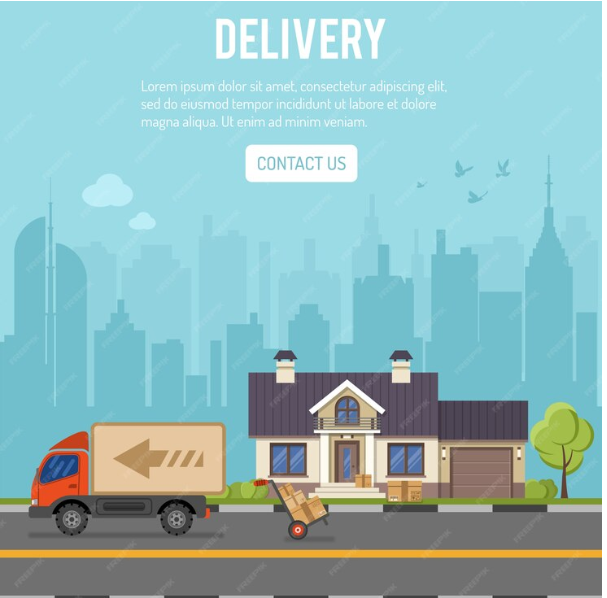 DELIVERY
Lorem ipsum dolor sit amet, consectetur adipiscing elit,
sed do eiusmod tempor incididunt ut labore et dolore
magna aliqua. Ut enim ad minim veniam.
CONTACT US